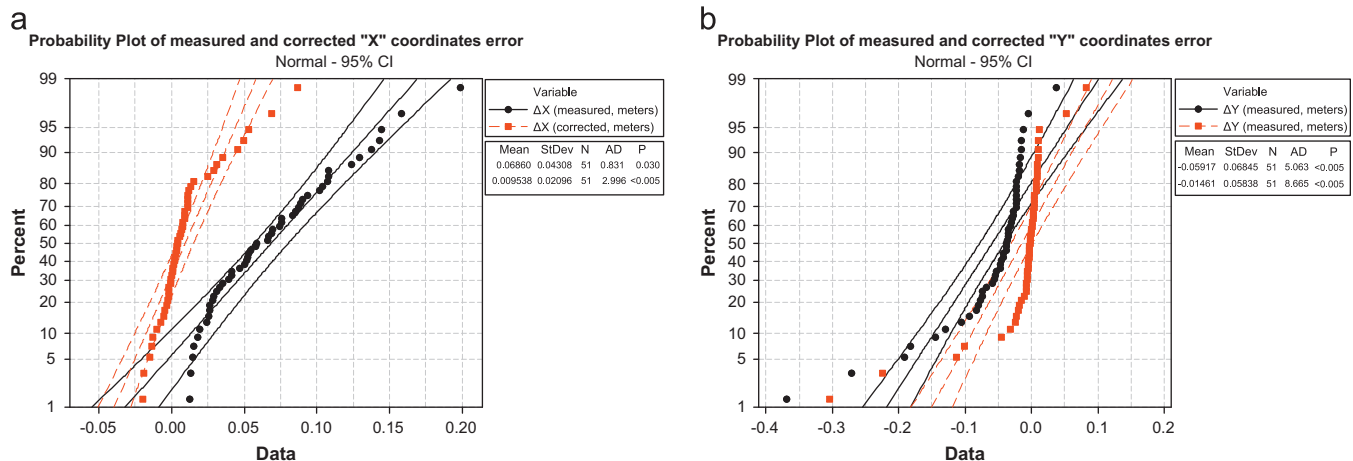 a
Probability Plot of measured and corrected "X" coordinates error
Normal - 95% CI
99
95
90
80
70
60
50
40
30
20
10
5
1
Percent
-0.05 0.00 0.05 0.10 0.15 0.20
Data
Variable
ΔX (measured, meters)
ΔX (corrected, meters)
Mean StDev N AD P
0.06860 0.04308 51 0.831 0.030
0.009538 0.02096 51 2.996 <0.005
b
Probability Plot of measured and corrected "Y" coordinates error
Normal - 95% CI
99
95
90
80
70
60
50
40
30
20
10
5
1
Percent
-0.4 -0.3 -0.2 -0.1 0.0 0.1 0.2
Data
Variable
ΔY (measured, meters)
ΔY (measured, meters)
Mean StDev N AD P
-0.05917 0.06845 51 5.063 <0.005
-0.01461 0.05838 51 8.665 <0.005